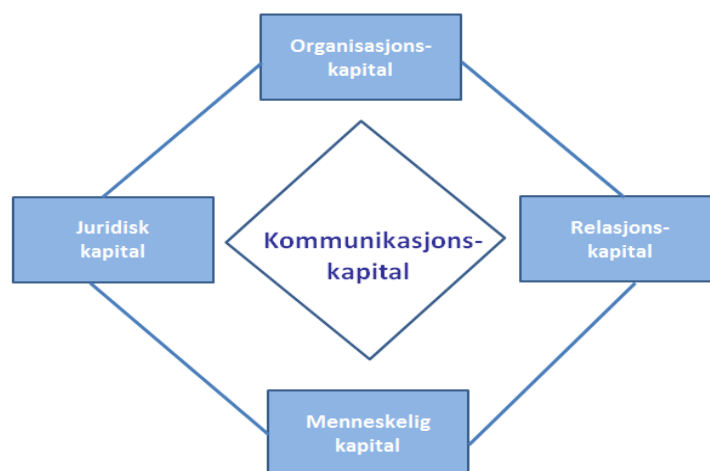 Organisasjons-
kapital
Juridisk
kapital
Kommunikasjons-
kapital
Relasjons-
kapital
Menneskelig
kapital